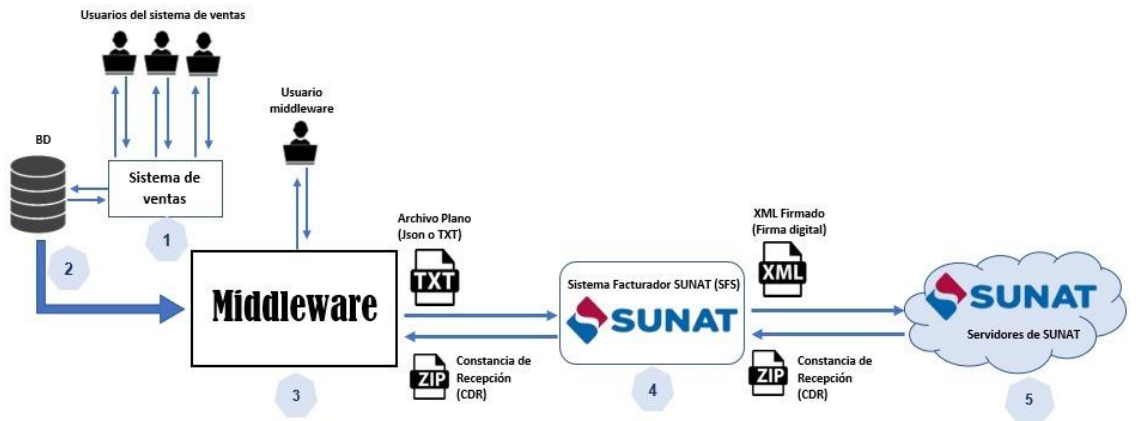 Usuarios del sistema de ventas
Usuario
middleware
BD
Sistema de
ventas
1
2
Archivo Plano
(Json o TXT)
TXT
XML Firmado
(Firma digital)
XML
Middleware
Sistema Facturador SUNAT (SFS)
SUNAT
SUNAT
Servidores de SUNAT
ZIP
Constancia de
Recepción
(CDR)
ZIP
Constancia de
Recepción
(CDR)
3
4
5